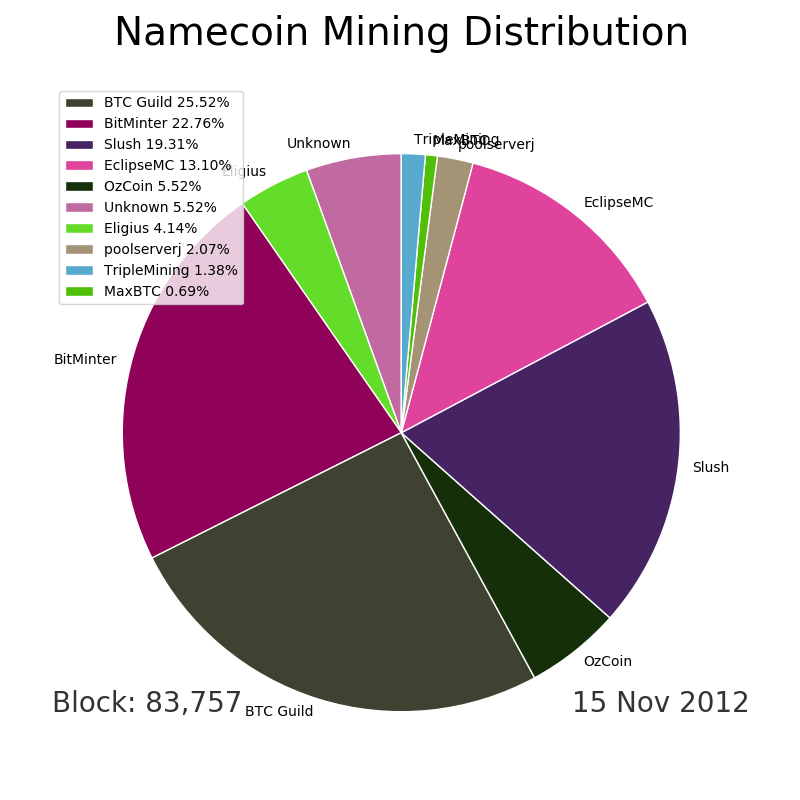 Namecoin Mining Distribution
BTC Guild 25.52%
BitMinter 22.76%
Slush 19.31%
EclipseMC 13.10%
OzCoin 5.52%
Unknown 5.52%
Eligius 4.14%
poolserverj 2.07%
TripleMining 1.38%
MaxBTC 0.69%
TripleMining
MaxBTC
poolserverj
Unknown
Eligius
EclipseMC
BitMinter
Slush
OzCoin
BTC Guild
Block: 83,757
15 Nov 2012